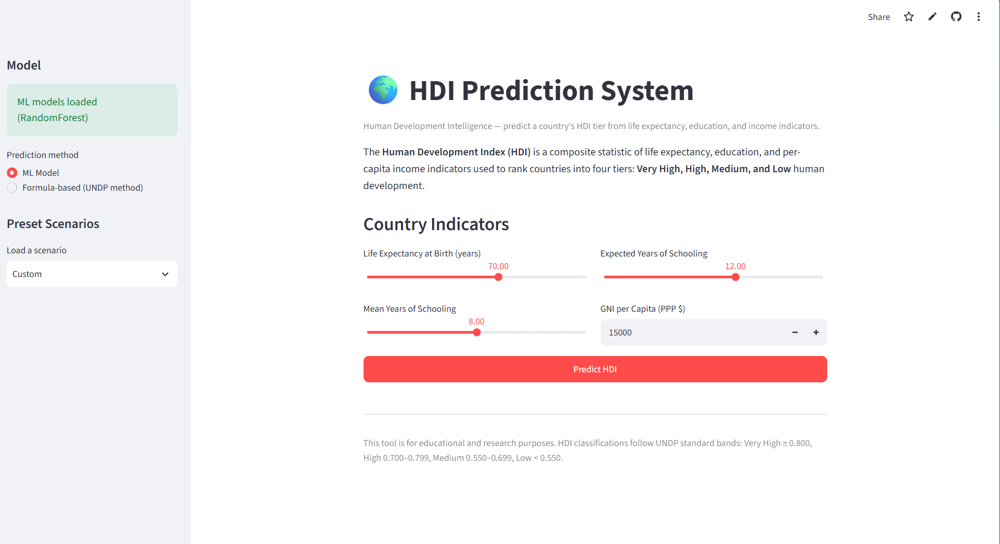 Share
Model
ML models loaded
(RandomForest)
Prediction method
ML Model
Formula-based (UNDP method)
Preset Scenarios
Load a scenario
Custom
HDI Prediction System
Human Development Intelligence — predict a country's HDI tier from life expectancy, education, and income indicators.
The Human Development Index (HDI) is a composite statistic of life expectancy, education, and per-
capita income indicators used to rank countries into four tiers: Very High, High, Medium, and Low human
development.
Country Indicators
Life Expectancy at Birth (years)
70.00
Expected Years of Schooling
12.00
Mean Years of Schooling
8.00
GNI per Capita (PPP $)
15000
Predict HDI
This tool is for educational and research purposes. HDI classifications follow UNDP standard bands: Very High ≥ 0.800,
High 0.700–0.799, Medium 0.550–0.699, Low < 0.550.